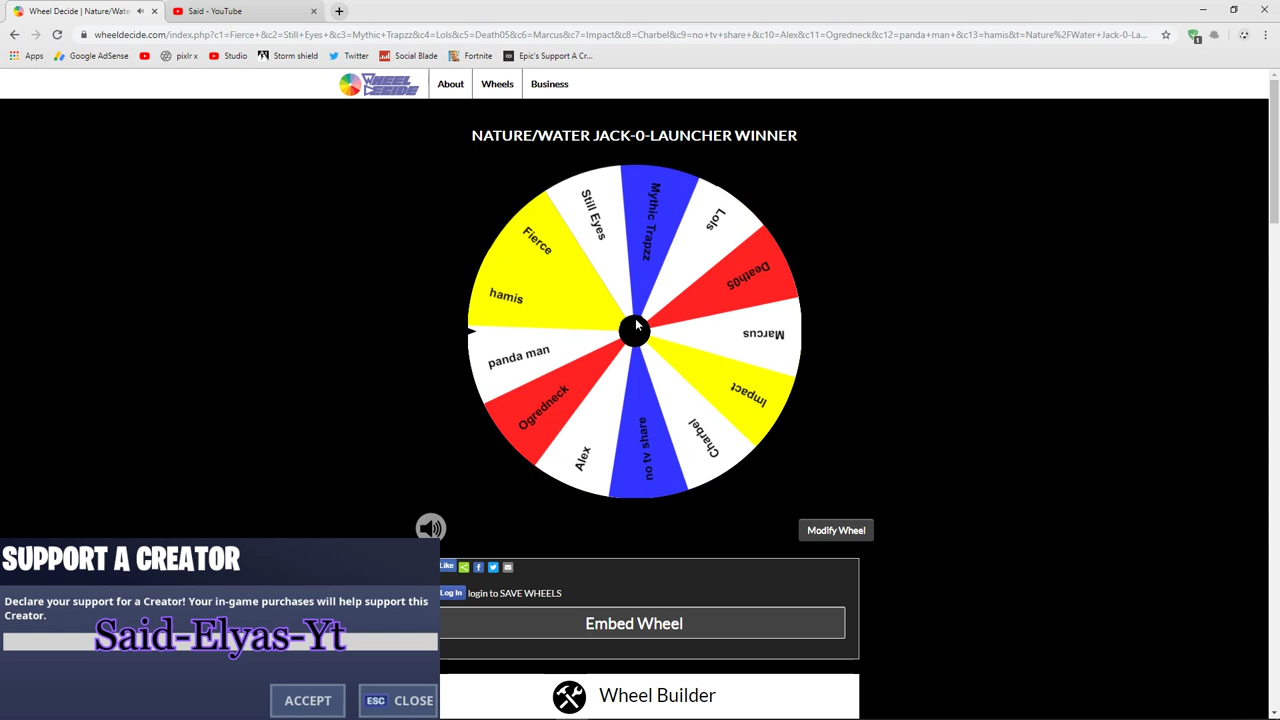 Wheel Decide | Nature/Wate
Said - YouTube
wheeldecide.com/index.php?c1=Fierce+&c2=Still+Eyes+&c3=Mythic+Trapzz&c4=Lols&c5=Death05&c6=Marcus&c7=Impact&c8=Charbel&c9=no+tv+share+&c10=Alex&c11=Ogredneck&c12=panda+man+&c13=hamis&t=Nature%2FWater+Jack-0-La...
Apps Google AdSense Studio pixlr x Storm shield Twitter Social Blade Fortnite Epic's Support A Cr...
WHEEL DECIDE
About Wheels Business
NATURE/WATER JACK-0-LAUNCHER WINNER
Still Eyes
Mythic Trapzz
Lols
Fierce
Death05
hamis
Marcus
panda man
Impact
Ogredneck
Charbel
Alex
no tv share
Modify Wheel
SUPPORT A CREATOR
Like
Log In login to SAVE WHEELS
Declare your support for a Creator! Your in-game purchases will help support this
Creator.
Embed Wheel
Said-Elyas-Yt
ACCEPT
ESC CLOSE
Wheel Builder